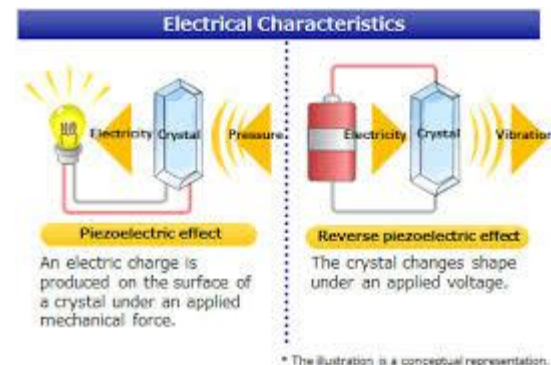 Electrical Characteristics
Electricity Crystal Pressure
Piezoelectric effect
An electric charge is
produced on the surface of
a crystal under an applied
mechanical force.
Electricity Crystal Vibration
Reverse piezoelectric effect
The crystal changes shape
under an applied voltage.
* The illustration is a conceptual representation.